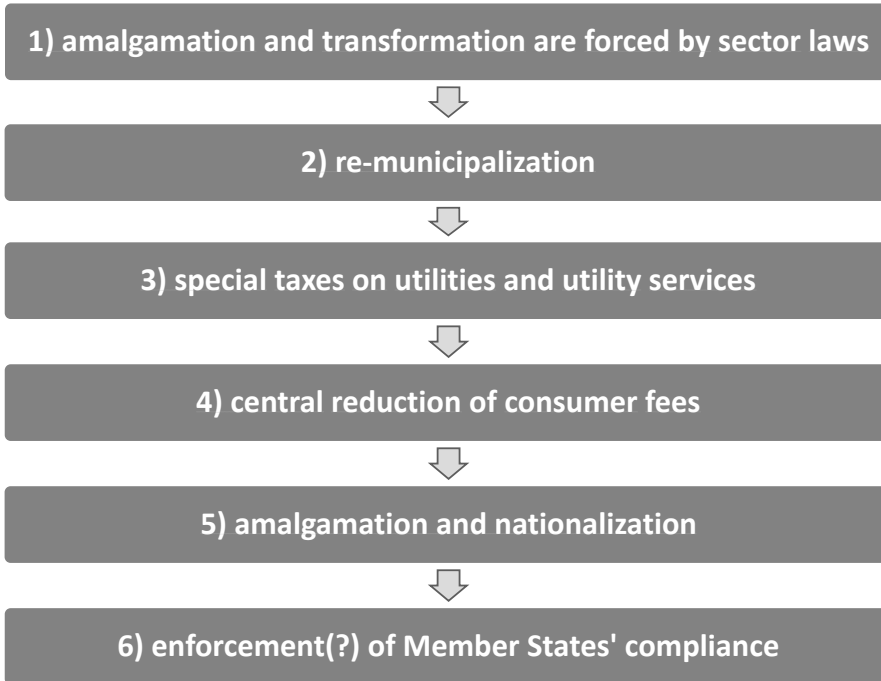 1) amalgamation and transformation are forced by sector laws
2) re-municipalization
3) special taxes on utilities and utility services
4) central reduction of consumer fees
5) amalgamation and nationalization
6) enforcement(?) of Member States' compliance